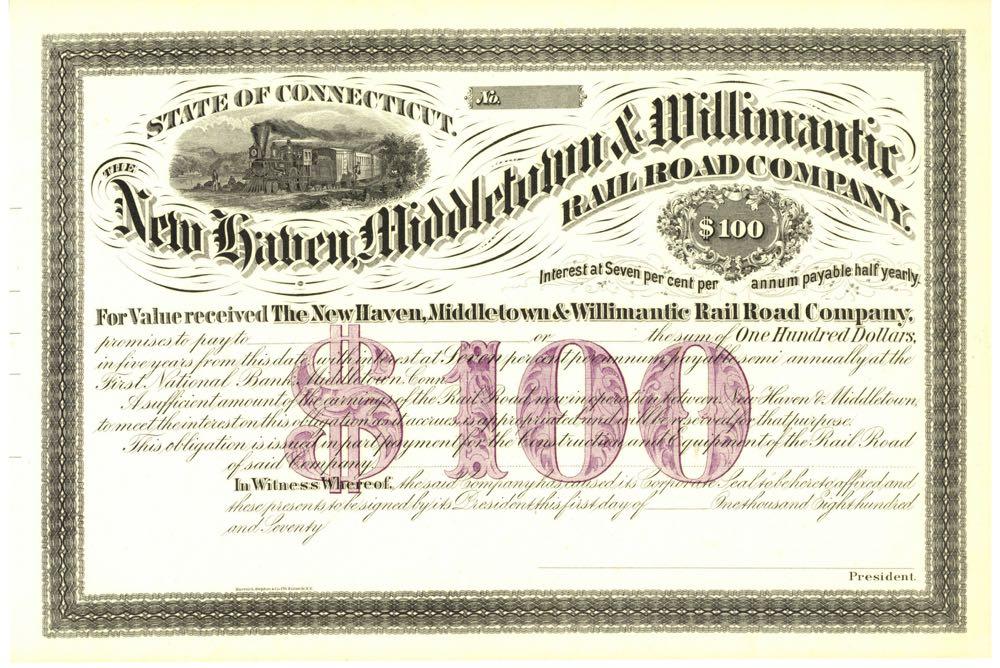 STATE OF CONNECTICUT.
No.
THE
New Haven, Middletown & Willimantic
RAIL ROAD COMPANY.
$100
Interest at Seven per cent per annum payable half yearly.
For Value received The New Haven, Middletown & Willimantic Rail Road Company,
promises to pay to or the sum of One Hundred Dollars,
in five years from this date with interest at Seven per cent per annum payable semi annually at the
First National Bank, Middletown, Conn.
A sufficient amount of the earnings of the Rail Road now in operation between New Haven & Middletown,
to meet the interest on this obligation as it accrues is appropriated and will be reserved for that purpose.
This obligation is issued in part payment for the Construction and Equipment of the Rail Road
of said Company.
$100
In Witness Whereof, the said Company has caused its Corporate Seal to be hereto affixed and
these presents to be signed by its President this first day of One thousand Eight hundred
and Seventy
President.